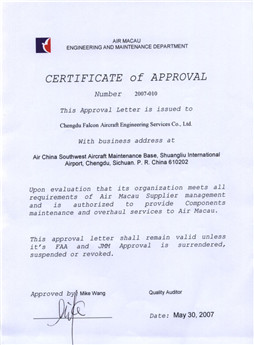 AIR MACAU
ENGINEERING AND MAINTENANCE DEPARTMENT
CERTIFICATE of APPROVAL
Number 2007-010
This Approval Letter is issued to
Chengdu Falcon Aircraft Engineering Services Co., Ltd.
With business address at
Air China Southwest Aircraft Maintenance Base, Shuangliu International
Airport, Chengdu, Sichuan. P. R. China 610202
Upon evaluation that its organization meets all
requirements of Air Macau Supplier management
and is authorized to provide Components
maintenance and overhaul services to Air Macau.
This approval letter shall remain valid unless
it's FAA and JMM Approval is surrendered,
suspended or revoked.
Approved by: Mike Wang Quality Auditor
Mike
Date: May 30, 2007